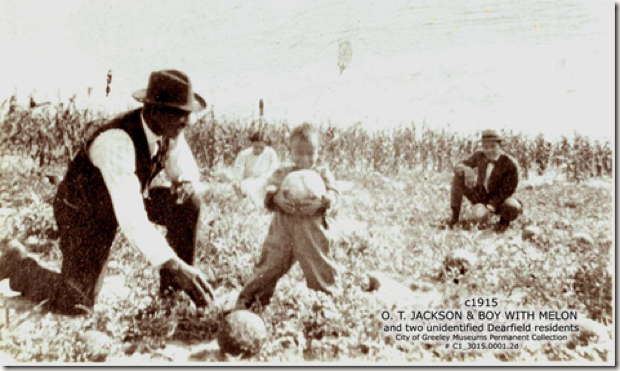 c1915
O. T. JACKSON & BOY WITH MELON
and two unidentified Dearfield residents
City of Greeley Museums Permanent Collection
# C1_3015.0001.2d